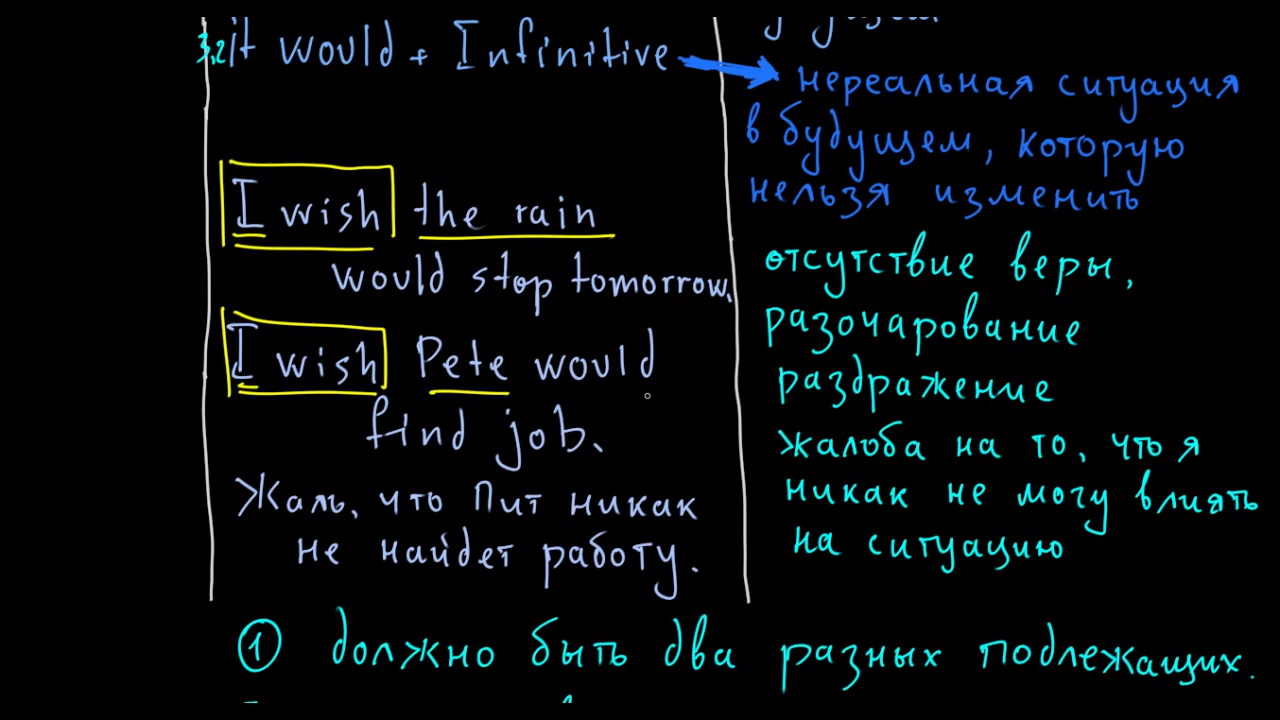 3.2 it would + Infinitive
I wish the rain
would stop tomorrow.
I wish Pete would
find job.
Жаль, что Пит никак
не найдет работу.
нереальная ситуация
в будущем, которую
нельзя изменить
отсутствие веры,
разочарование
раздражение
жалоба на то, что я
никак не могу влиять
на ситуацию
1 должно быть два разных подлежащих.